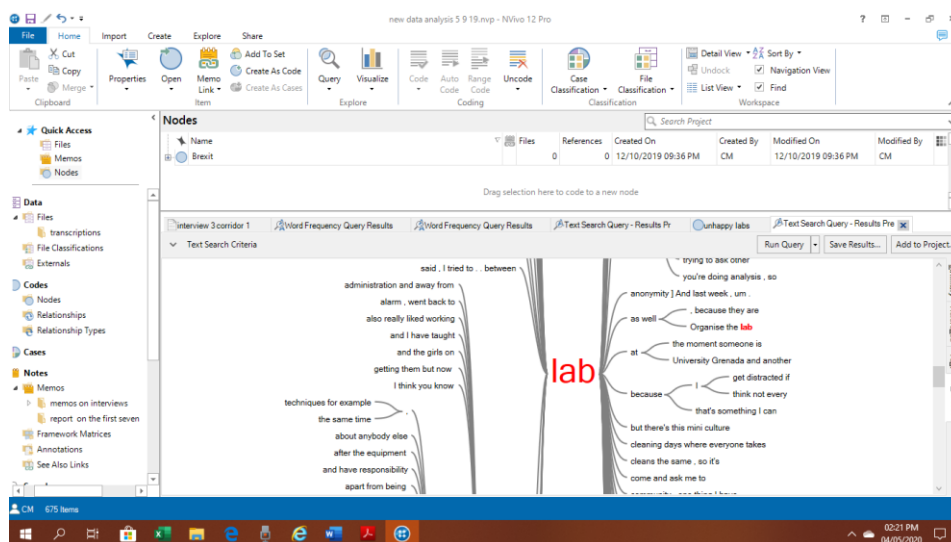 new data analysis 5 9 19.nvp - NVivo 12 Pro
File Home Import Create Explore Share
Paste
Cut
Copy
Merge
Clipboard
Properties
Open
Memo Link
Add To Set
Create As Code
Create As Cases
Item
Query
Visualize
Explore
Code
Auto Code
Range Code
Uncode
Coding
Case Classification
File Classification
Classification
Detail View
Sort By
Undock
Navigation View
List View
Find
Workspace
Quick Access
Files
Memos
Nodes
Data
Files
transcriptions
File Classifications
Externals
Codes
Nodes
Relationships
Relationship Types
Cases
Notes
Memos
memos on interviews
report on the first seven
Framework Matrices
Annotations
See Also Links
Nodes
Search Project
Name Files References Created On Created By Modified On Modified By
Brexit 0 0 12/10/2019 09:36 PM CM 12/10/2019 09:36 PM CM
Drag selection here to code to a new node
interview 3 corridor 1 Word Frequency Query Results Word Frequency Query Results Text Search Query - Results Pr unhappy labs Text Search Query - Results Pre
Text Search Criteria
Run Query Save Results... Add to Project
said , I tried to . . between
administration and away from
alarm , went back to
also really liked working
and I have taught
and the girls on
getting them but now
I think you know
techniques for example
the same time
,
about anybody else
after the equipment
and have responsibility
apart from being
lab
trying to ask other
you're doing analysis , so
anonymity ] And last week , um .
as well
, because they are
Organise the lab
at
the moment someone is
University Grenada and another
because
I
get distracted if
think not every
that's something I can
but there's this mini culture
cleaning days where everyone takes
cleans the same , so it's
come and ask me to
CM 675 Items
02:21 PM
04/05/2020